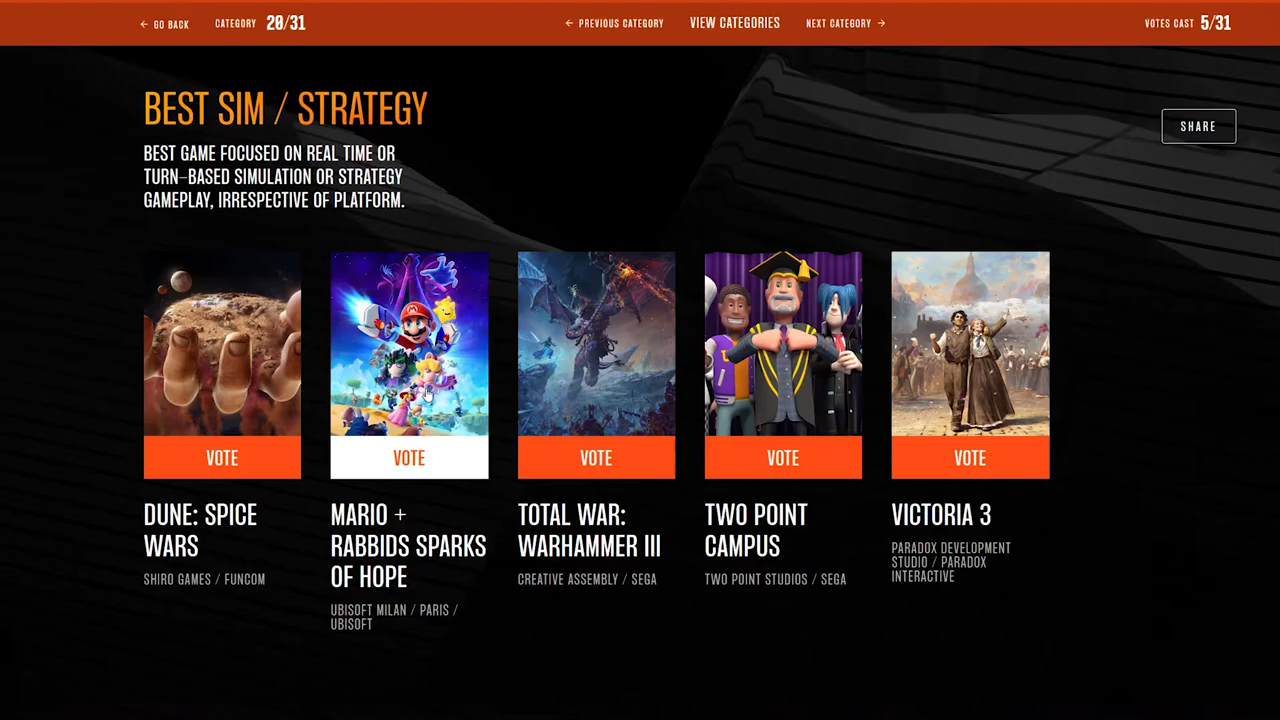 ← GO BACK
CATEGORY 20/31
← PREVIOUS CATEGORY
VIEW CATEGORIES
NEXT CATEGORY →
VOTES CAST 5/31
BEST SIM / STRATEGY
SHARE
BEST GAME FOCUSED ON REAL TIME OR
TURN-BASED SIMULATION OR STRATEGY
GAMEPLAY, IRRESPECTIVE OF PLATFORM.
VOTE
DUNE: SPICE
WARS
SHIRO GAMES / FUNCOM
VOTE
MARIO +
RABBIDS SPARKS
OF HOPE
UBISOFT MILAN / PARIS /
UBISOFT
VOTE
TOTAL WAR:
WARHAMMER III
CREATIVE ASSEMBLY / SEGA
VOTE
TWO POINT
CAMPUS
TWO POINT STUDIOS / SEGA
VOTE
VICTORIA 3
PARADOX DEVELOPMENT
STUDIO / PARADOX
INTERACTIVE